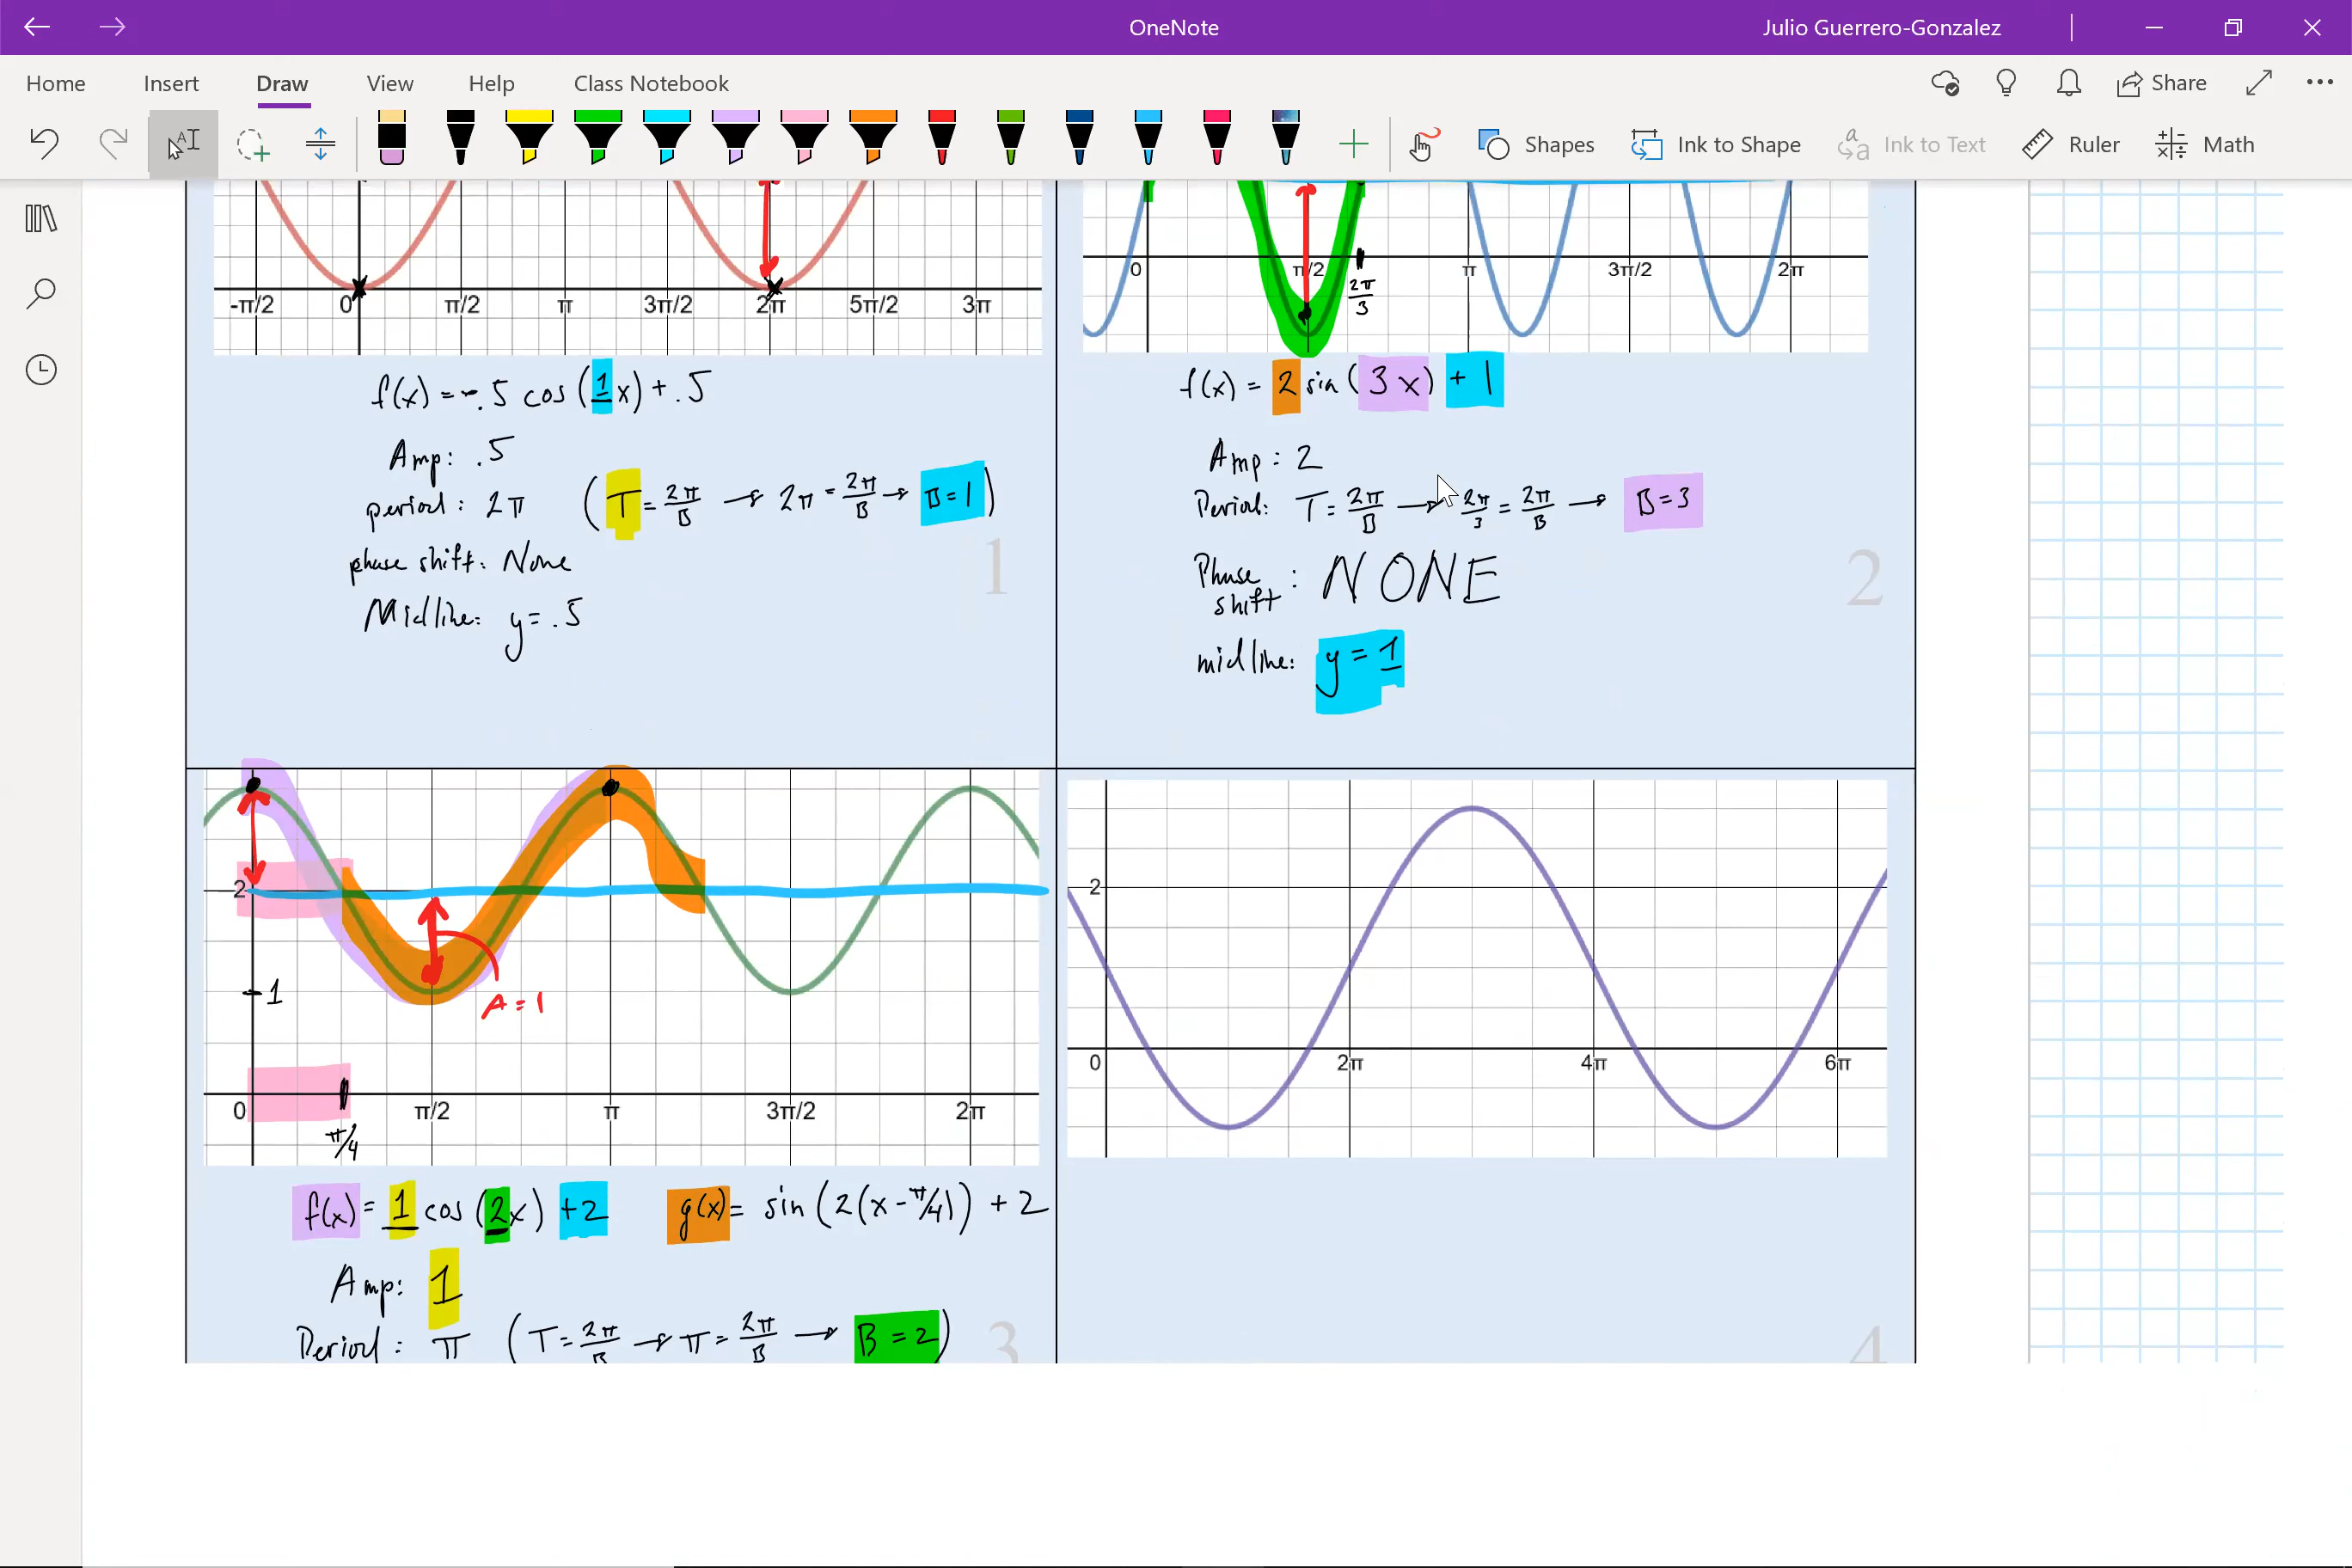 OneNote
Julio Guerrero-Gonzalez
Home Insert Draw View Help Class Notebook Share
Shapes Ink to Shape Ink to Text Ruler Math
-π/2 0 π/2 π 3π/2 2π 5π/2 3π
f(x) = -.5 cos (1x) + .5
Amp: .5
period: 2π (T = 2π/B → 2π = 2π/B → B = 1)
phase shift: None
Midline: y = .5
1
0 π/2 π 3π/2 2π
2π/3
f(x) = 2 sin (3x) + 1
Amp: 2
Period: T = 2π/B → 2π/3 = 2π/B → B = 3
Phase shift: NONE
midline: y = 1
2
2
1
A = 1
0 π/2 π 3π/2 2π
π/4
f(x) = 1 cos (2x) + 2 g(x) = sin (2(x - π/4)) + 2
Amp: 1
Period: π (T = 2π/B → π = 2π/B → B = 2)
3
2
0 2π 4π 6π
4